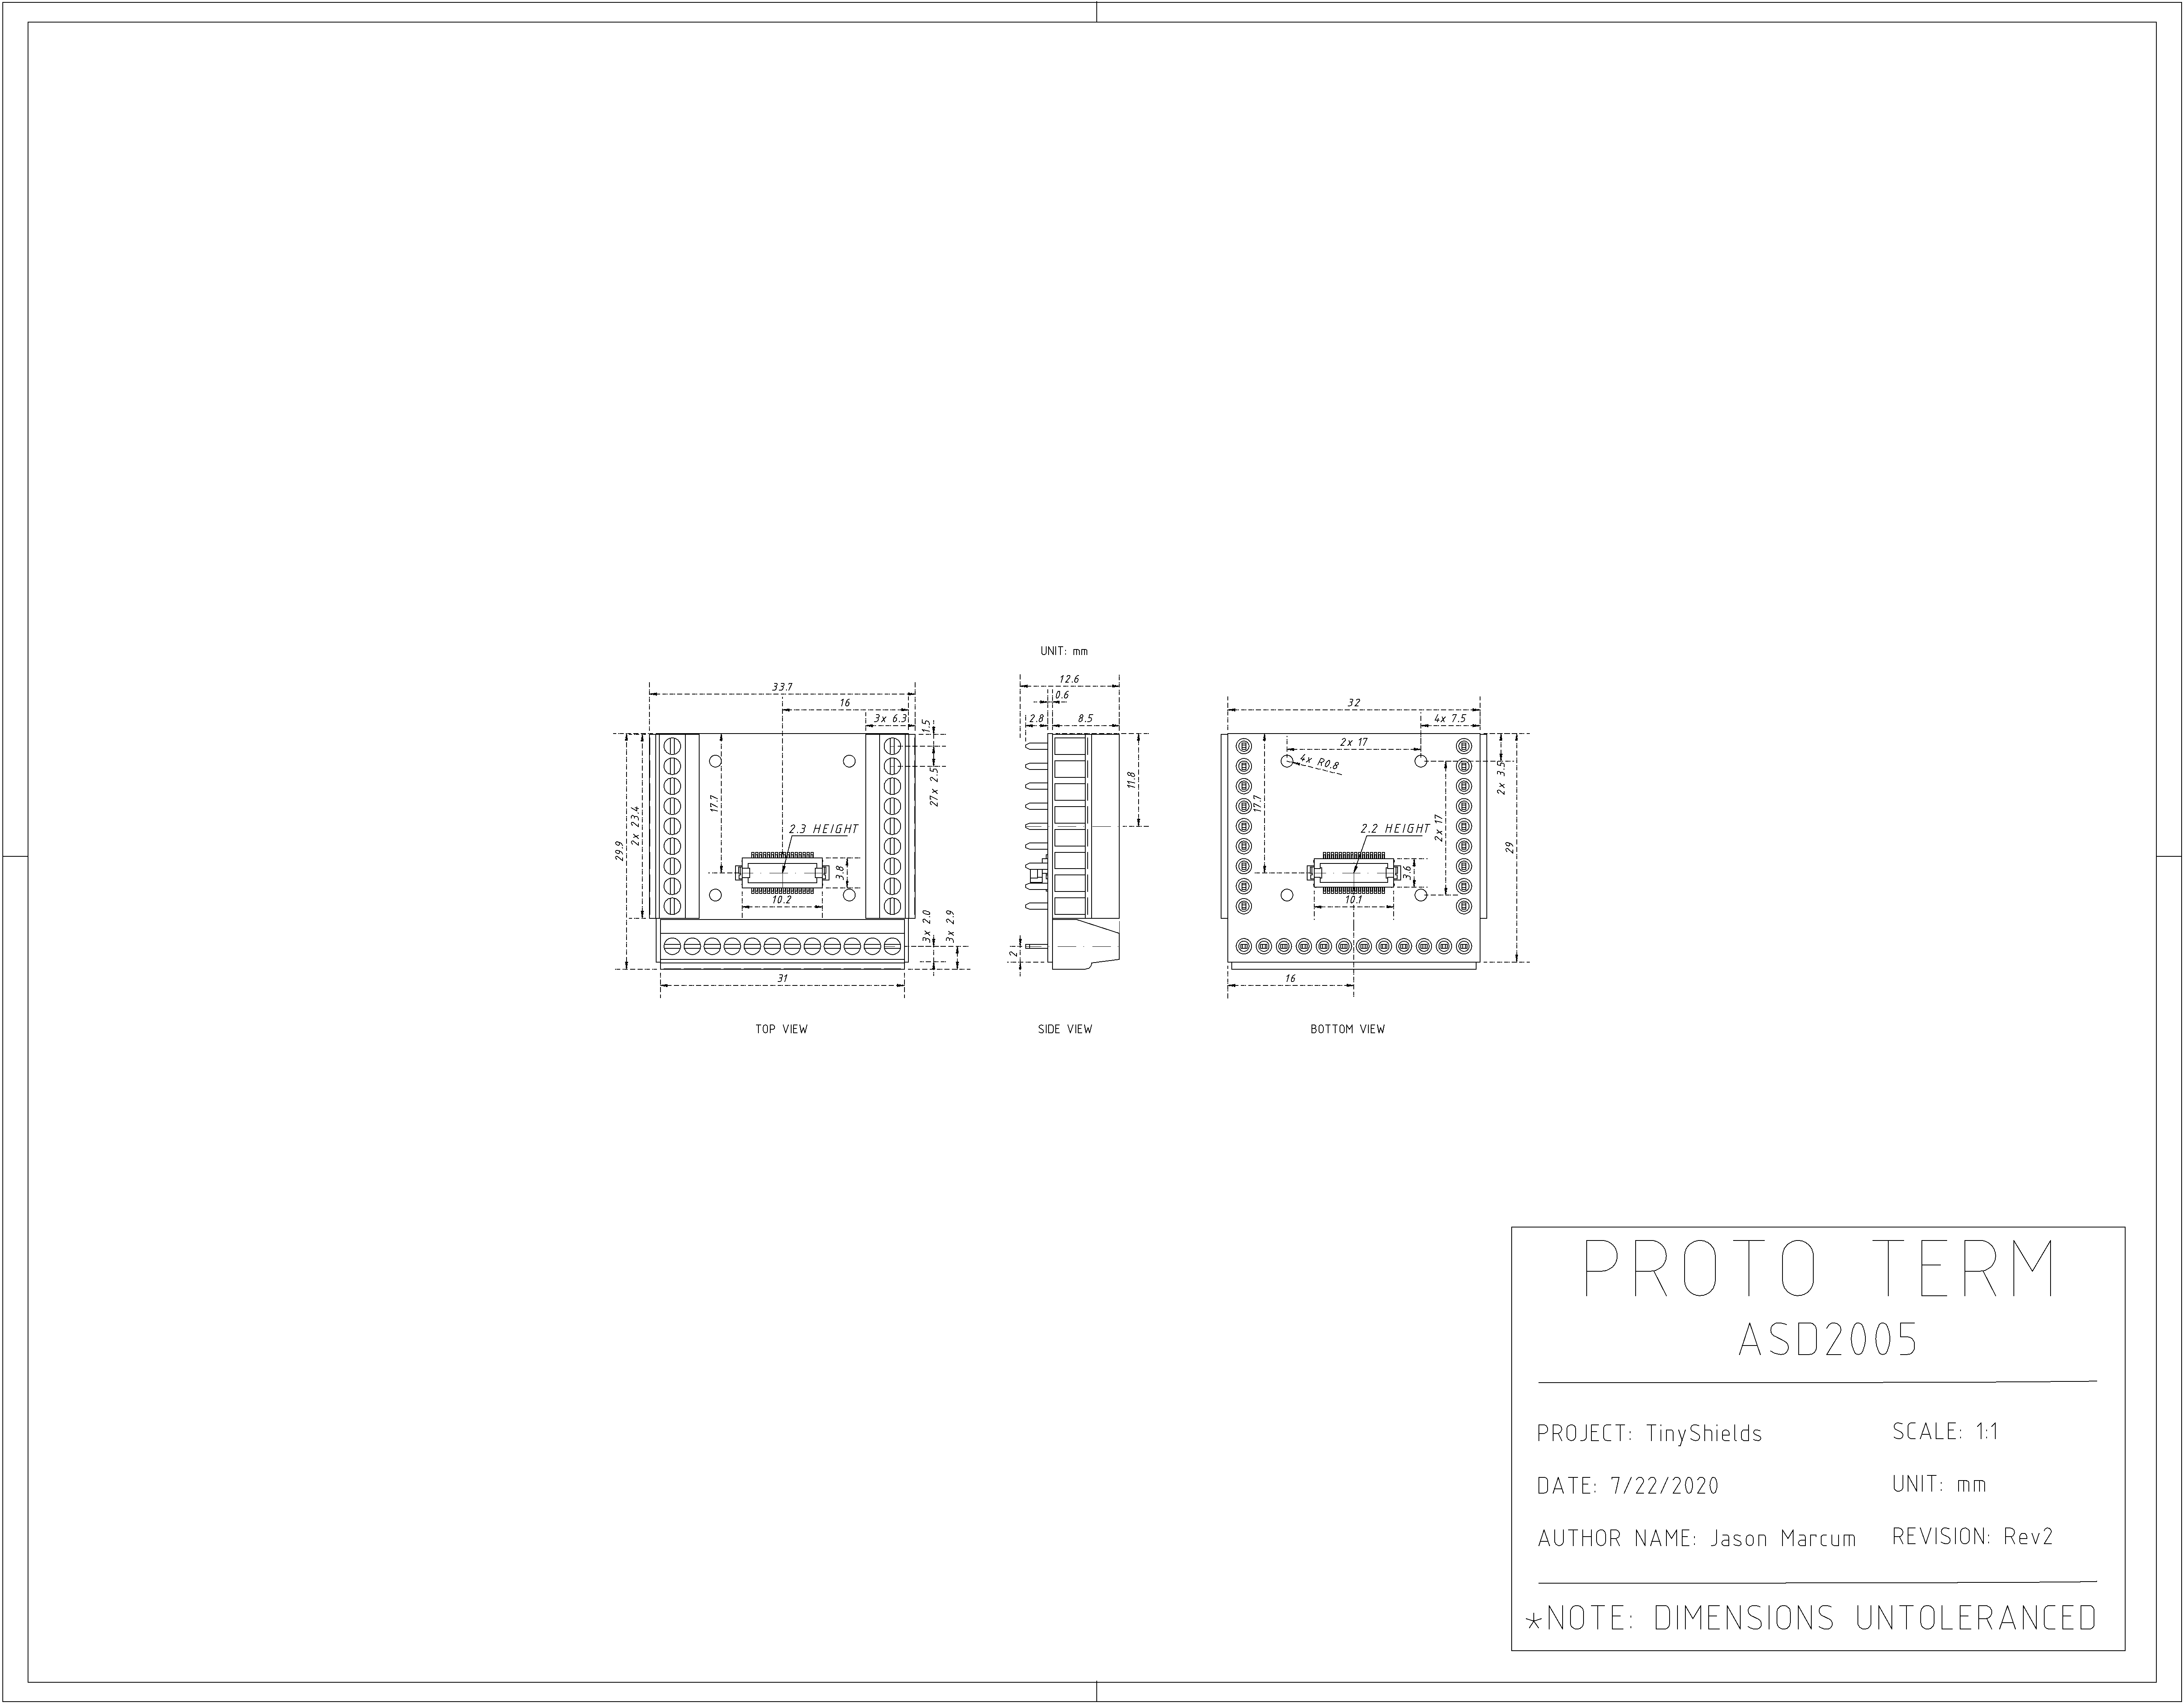 UNIT: mm
33.7
16
3x 6.3
1.5
27x 2.5
17.7
2x 23.4
29.9
2.3 HEIGHT
3.8
10.2
3x 2.0
3x 2.9
31
TOP VIEW
12.6
0.6
2.8
8.5
11.8
2
SIDE VIEW
32
4x 7.5
2x 17
4x R0.8
2x 3.5
17.7
2x 17
2.2 HEIGHT
29
3.6
10.1
16
BOTTOM VIEW
PROTO TERM
ASD2005
PROJECT: TinyShields
SCALE: 1:1
DATE: 7/22/2020
UNIT: mm
AUTHOR NAME: Jason Marcum
REVISION: Rev2
*NOTE: DIMENSIONS UNTOLERANCED